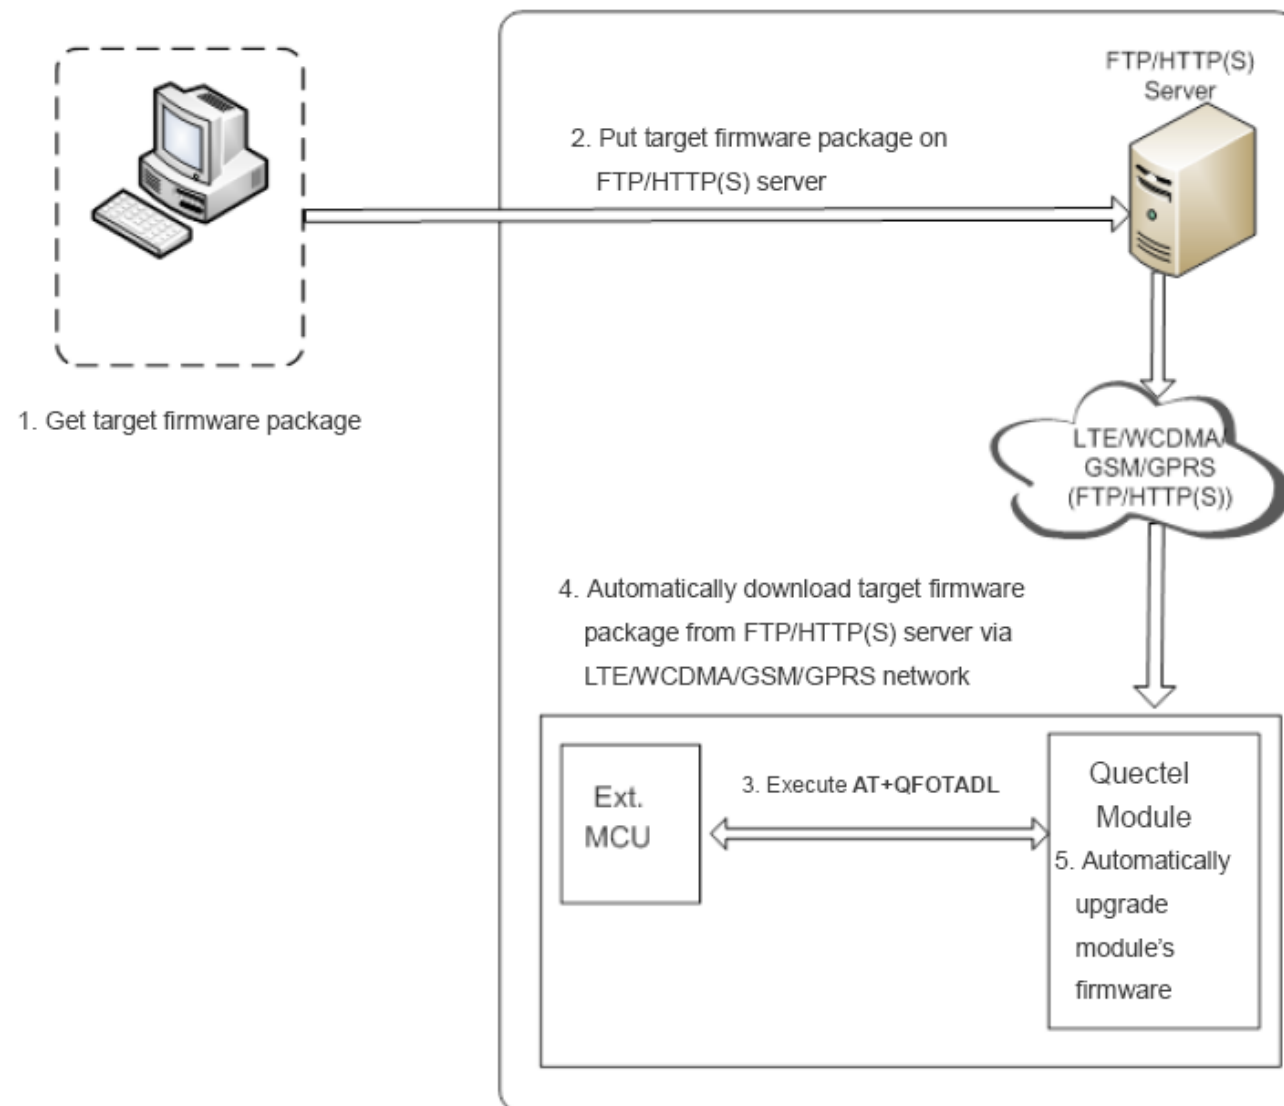 FTP/HTTP(S)
Server
2. Put target firmware package on
FTP/HTTP(S) server
1. Get target firmware package
LTE/WCDMA/
GSM/GPRS
(FTP/HTTP(S))
4. Automatically download target firmware
package from FTP/HTTP(S) server via
LTE/WCDMA/GSM/GPRS network
Ext.
MCU
3. Execute AT+QFOTADL
Quectel
Module
5. Automatically
upgrade
module's
firmware